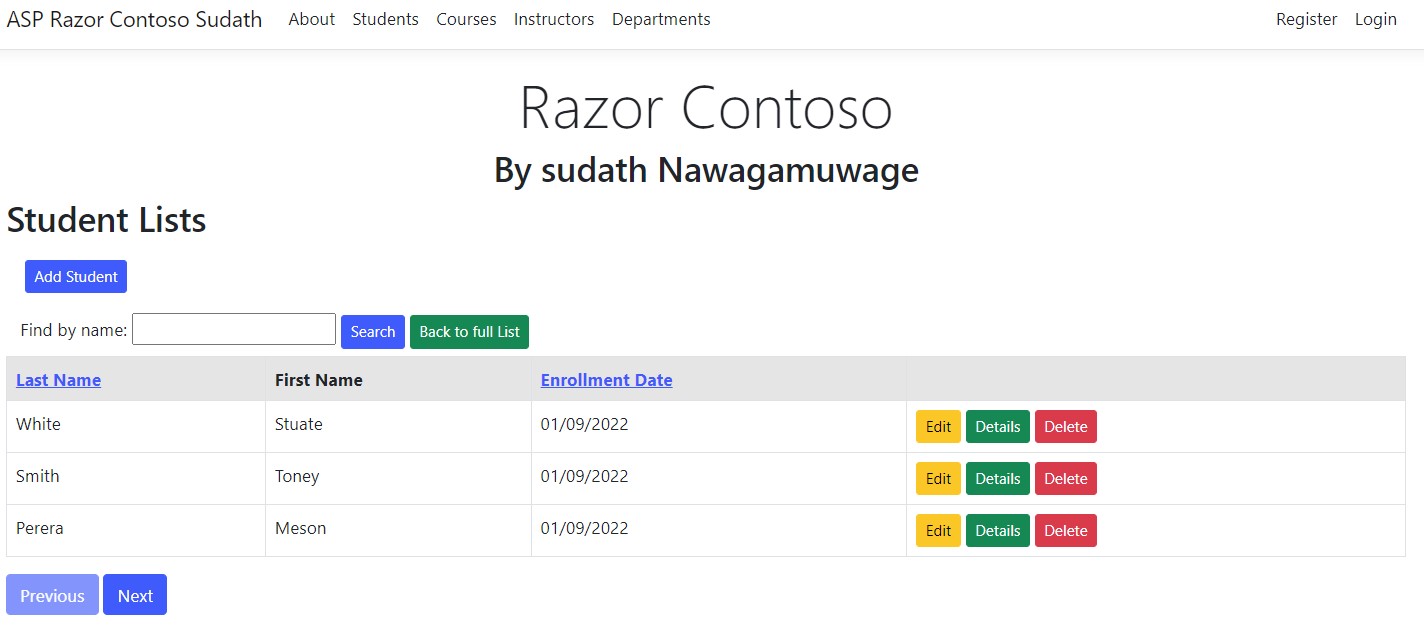 ASP Razor Contoso Sudath About Students Courses Instructors Departments Register Login
Razor Contoso
By sudath Nawagamuwage
Student Lists
Add Student
Find by name: Search Back to full List
Last Name First Name Enrollment Date
White Stuate 01/09/2022 Edit Details Delete
Smith Toney 01/09/2022 Edit Details Delete
Perera Meson 01/09/2022 Edit Details Delete
Previous Next